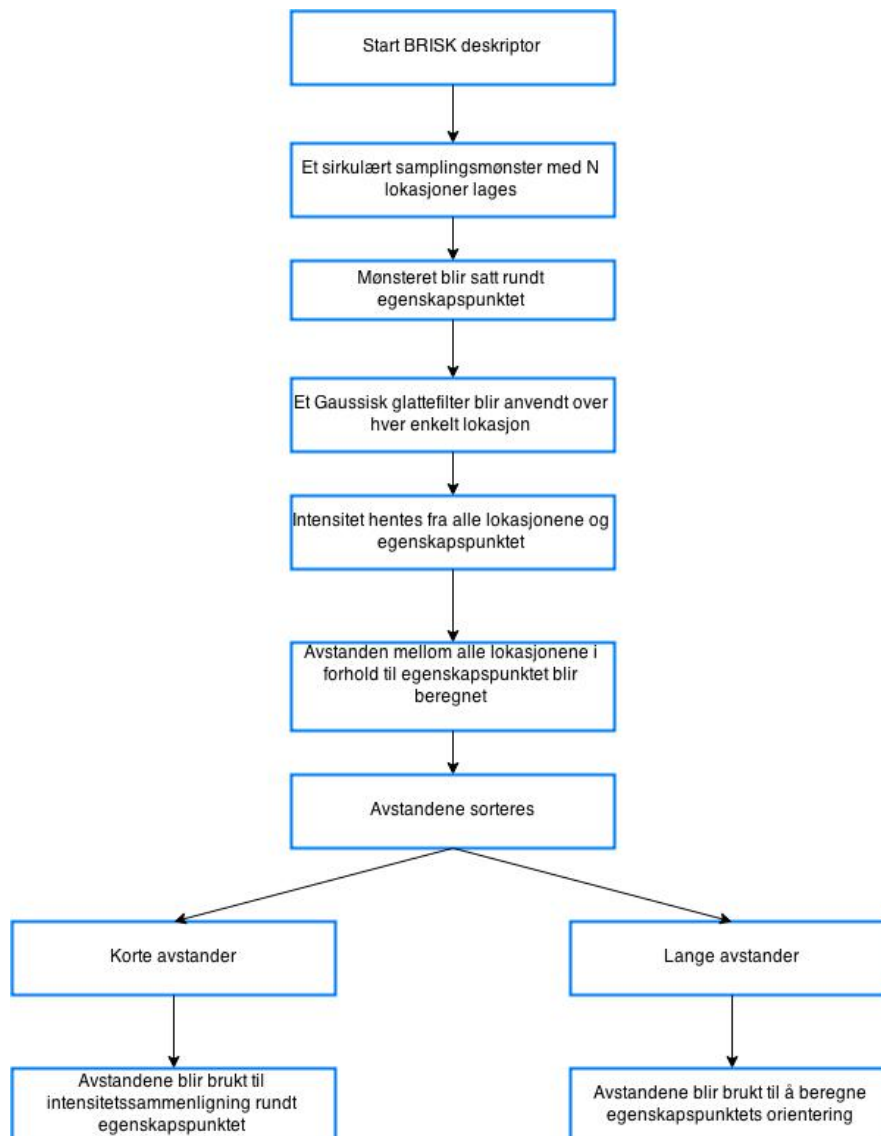 Start BRISK deskriptor
Et sirkulært samplingsmønster med N
lokasjoner lages
Mønsteret blir satt rundt
egenskapspunktet
Et Gaussisk glattefilter blir anvendt over
hver enkelt lokasjon
Intensitet hentes fra alle lokasjonene og
egenskapspunktet
Avstanden mellom alle lokasjonene i
forhold til egenskapspunktet blir
beregnet
Avstandene sorteres
Korte avstander
Lange avstander
Avstandene blir brukt til
intensitetssammenligning rundt
egenskapspunktet
Avstandene blir brukt til å beregne
egenskapspunktets orientering